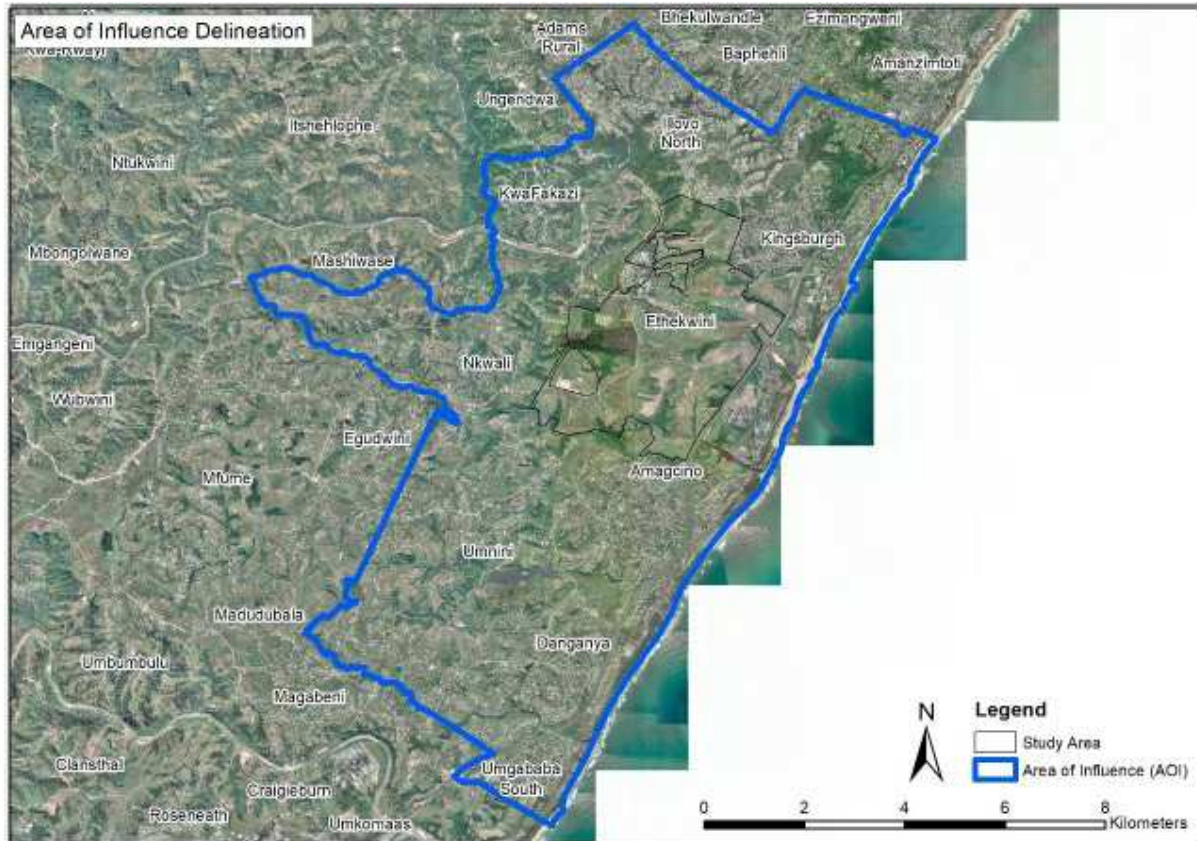 Area of Influence Delineation
Bhekulwandle
Ezimangweni
Adams
Rural
Baphehli
Amanzimtoti
Ungendwa
Itshehlophe
Illovo
North
Ntukwini
KwaFakazi
Kingsburgh
Mbongolwane
Mashiwase
Ethekwini
Emgangeni
Nkwali
Wubwini
Egudwini
Amagcino
Mfume
Umnini
Madudubala
Danganya
Umbumbulu
Magabeni
Clansthal
Craigieburn
Umgababa
South
Roseneath
Umkomaas
N
Legend
Study Area
Area of Influence (AOI)
0 2 4 6 8
Kilometers